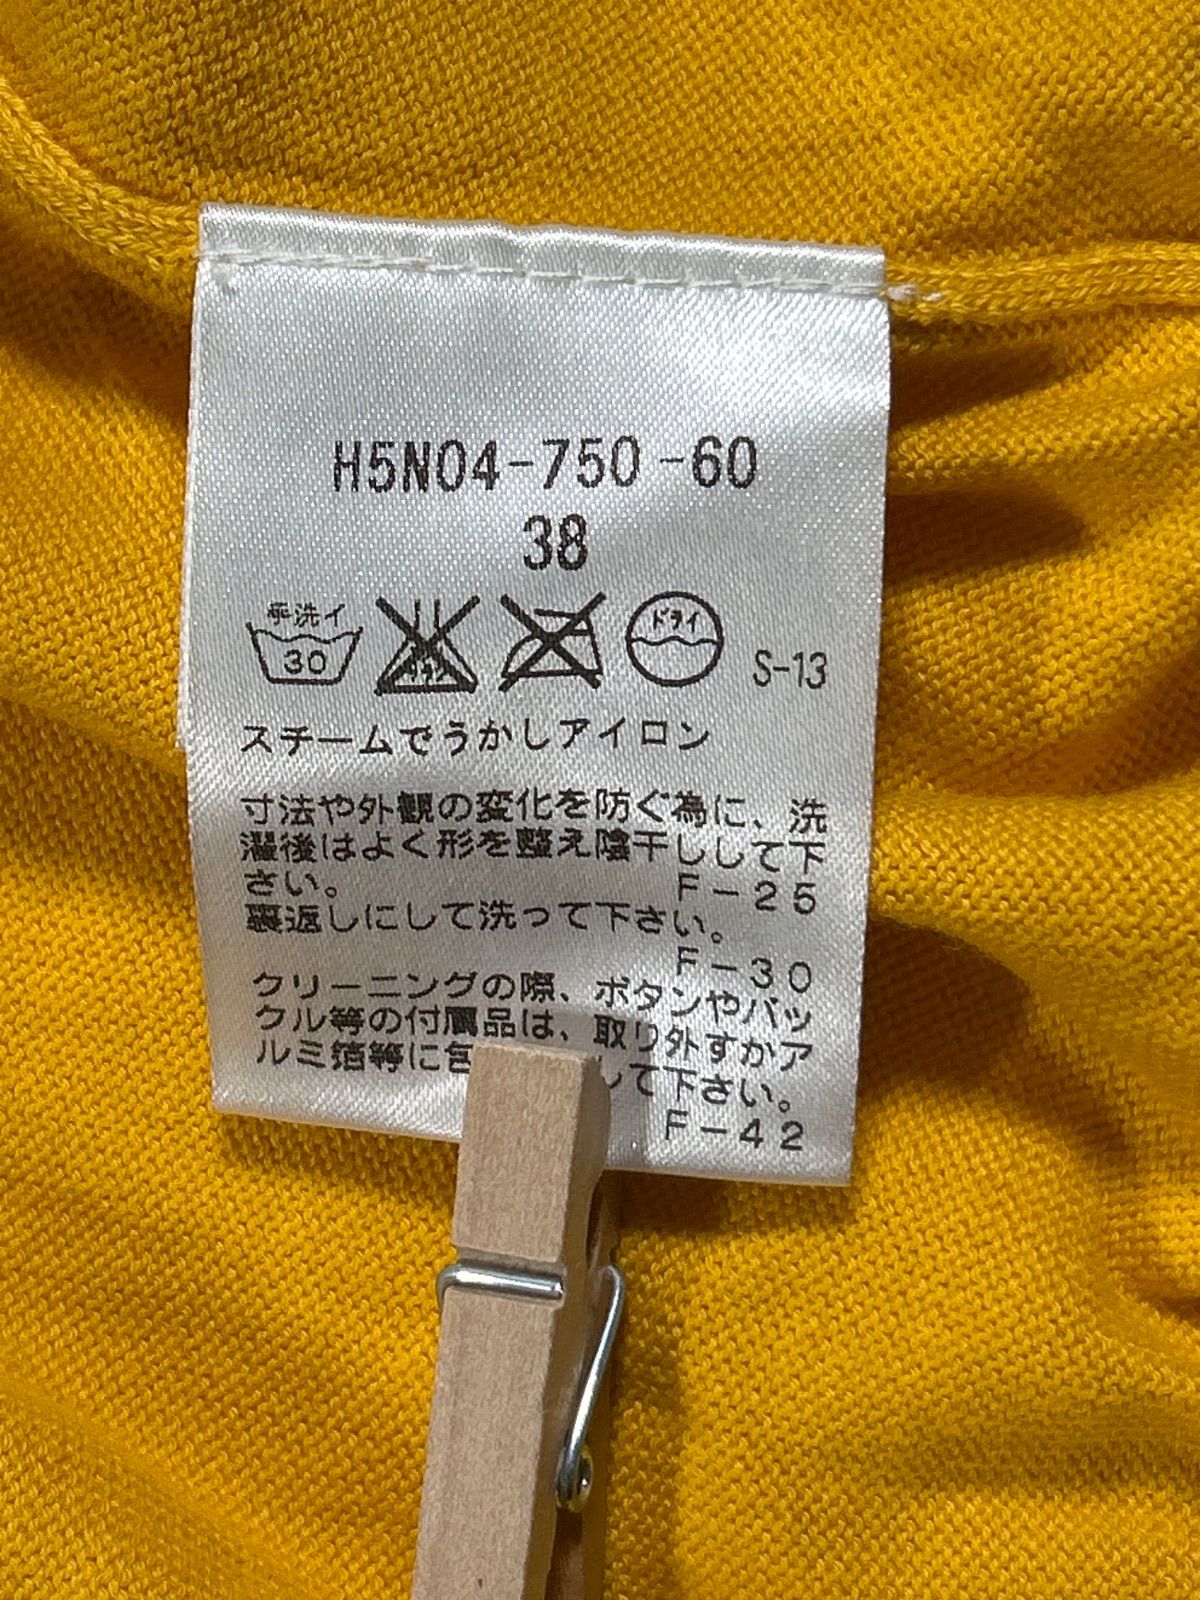 H5N04-750-60
38
手洗イ
30
ドライ
S-13
スチームでうかしアイロン
寸法や外観の変化を防ぐ為に、洗
濯後はよく形を整え陰干しして下
さい。
F-25
裏返しにして洗って下さい。
F-30
クリーニングの際、ボタンやバッ
クル等の付属品は、取り外すかア
ルミ箔等に包 して下さい。
F-42